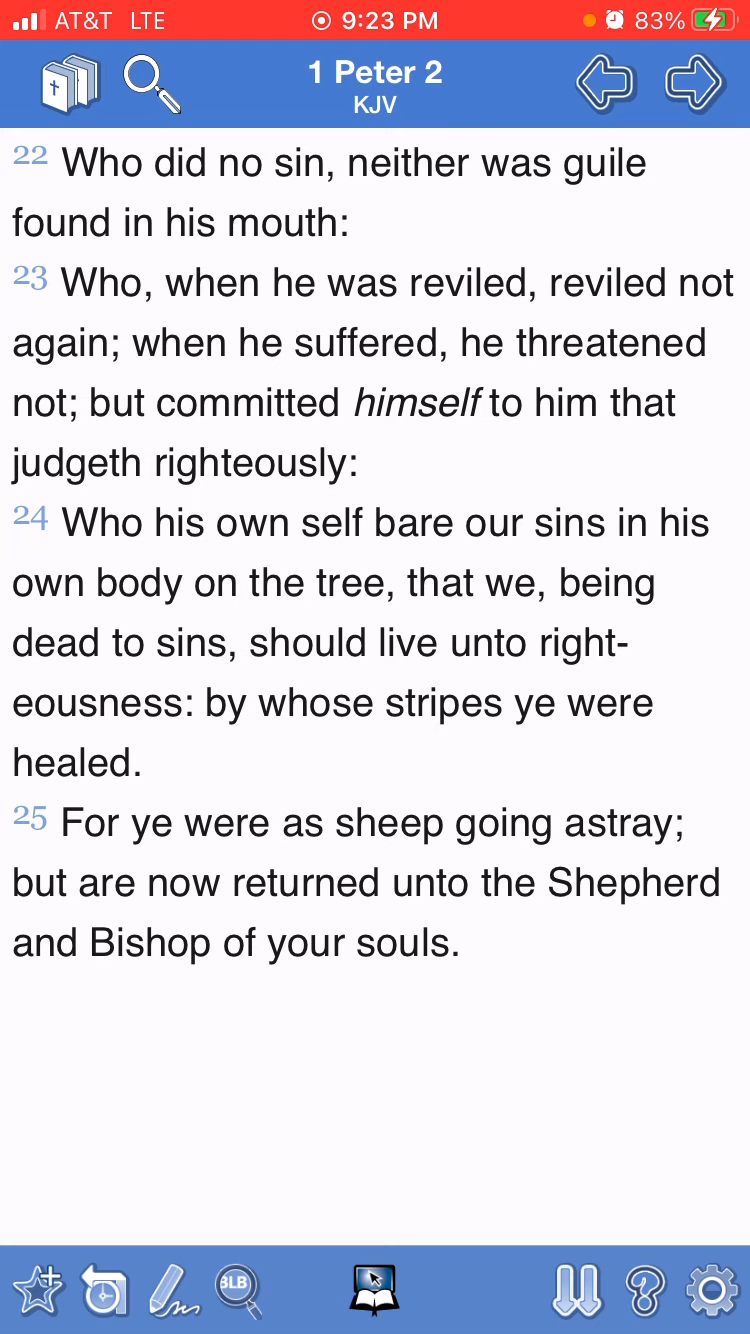 AT&T LTE 9:23 PM 83%
1 Peter 2
KJV
22 Who did no sin, neither was guile
found in his mouth:
23 Who, when he was reviled, reviled not
again; when he suffered, he threatened
not; but committed himself to him that
judgeth righteously:
24 Who his own self bare our sins in his
own body on the tree, that we, being
dead to sins, should live unto right-
eousness: by whose stripes ye were
healed.
25 For ye were as sheep going astray;
but are now returned unto the Shepherd
and Bishop of your souls.
BLB